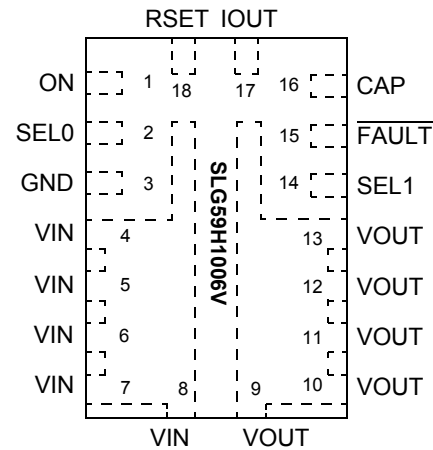 RSET IOUT
ON 1 18 17 16 CAP
SEL0 2 15 FAULT
GND 3 14 SEL1
VIN 4 13 VOUT
VIN 5 12 VOUT
VIN 6 11 VOUT
VIN 7 8 9 10 VOUT
VIN VOUT
SLG59H1006V